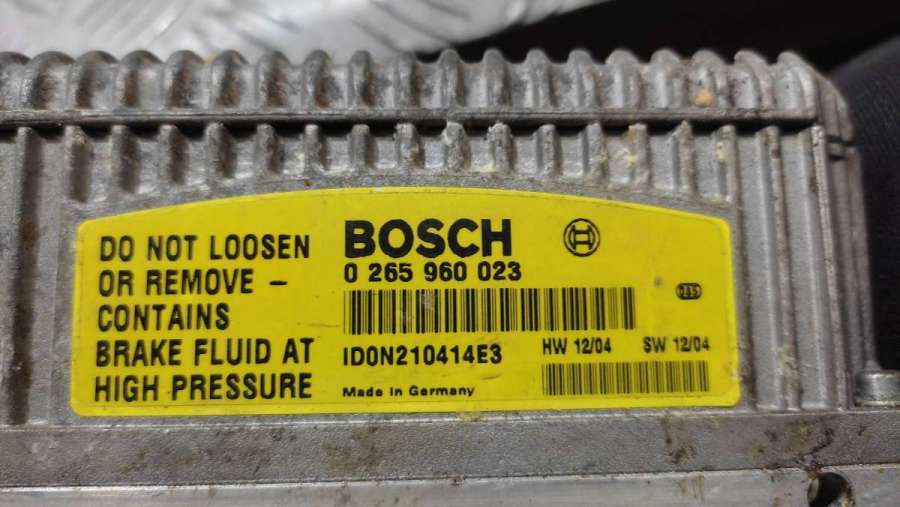 DO NOT LOOSEN
OR REMOVE –
CONTAINS
BRAKE FLUID AT
HIGH PRESSURE
BOSCH
0 265 960 023
ID0N210414E3
Made in Germany
HW 12/04 SW 12/04